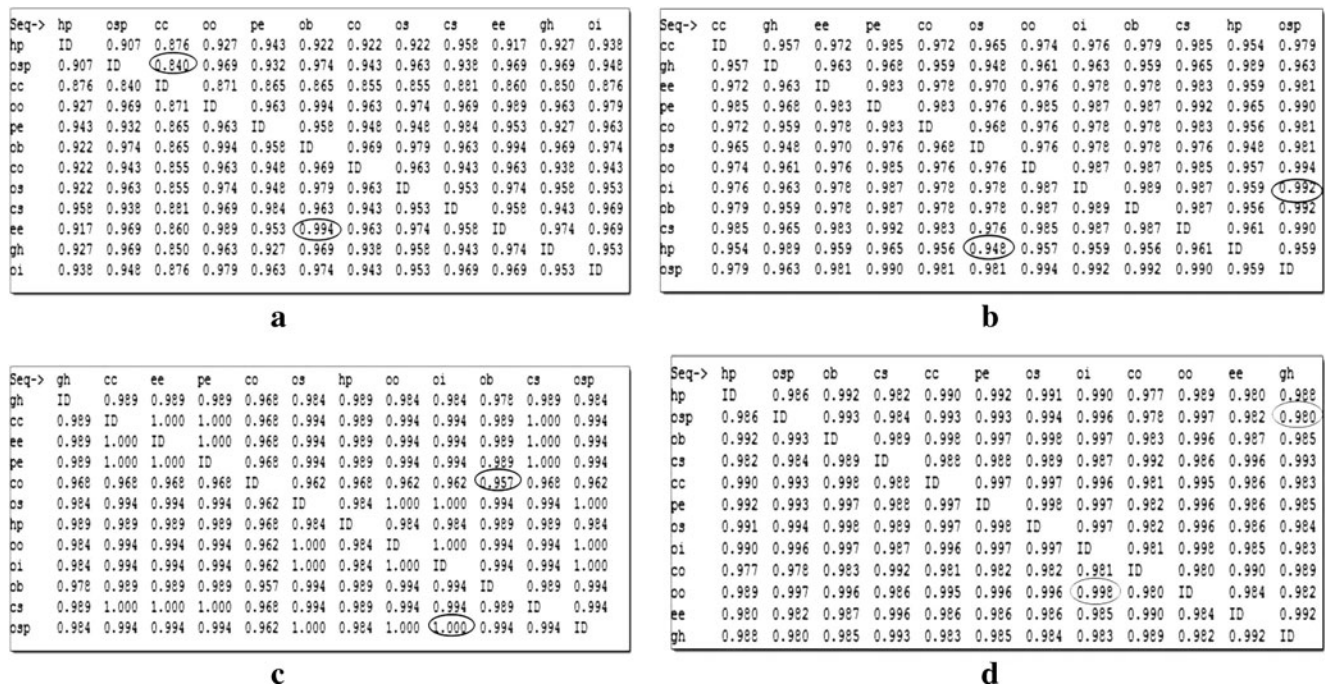 Seq-> hp osp cc oo pe ob co os cs ee gh oi
hp ID 0.907 0.876 0.927 0.943 0.922 0.922 0.922 0.958 0.917 0.927 0.938
osp 0.907 ID 0.840 0.969 0.932 0.974 0.943 0.963 0.938 0.969 0.969 0.948
cc 0.876 0.840 ID 0.871 0.865 0.865 0.855 0.855 0.881 0.860 0.850 0.876
oo 0.927 0.969 0.871 ID 0.963 0.994 0.963 0.974 0.969 0.989 0.963 0.979
pe 0.943 0.932 0.865 0.963 ID 0.958 0.948 0.948 0.984 0.953 0.927 0.963
ob 0.922 0.974 0.865 0.994 0.958 ID 0.969 0.979 0.963 0.994 0.969 0.974
co 0.922 0.943 0.855 0.963 0.948 0.969 ID 0.963 0.943 0.963 0.938 0.943
os 0.922 0.963 0.855 0.974 0.948 0.979 0.963 ID 0.953 0.974 0.958 0.953
cs 0.958 0.938 0.881 0.969 0.984 0.963 0.943 0.953 ID 0.958 0.943 0.969
ee 0.917 0.969 0.860 0.989 0.953 0.994 0.963 0.974 0.958 ID 0.974 0.969
gh 0.927 0.969 0.850 0.963 0.927 0.969 0.938 0.958 0.943 0.974 ID 0.953
oi 0.938 0.948 0.876 0.979 0.963 0.974 0.943 0.953 0.969 0.969 0.953 ID
a
Seq-> cc gh ee pe co os oo oi ob cs hp osp
cc ID 0.957 0.972 0.985 0.972 0.965 0.974 0.976 0.979 0.985 0.954 0.979
gh 0.957 ID 0.963 0.968 0.959 0.948 0.961 0.963 0.959 0.965 0.989 0.963
ee 0.972 0.963 ID 0.983 0.978 0.970 0.976 0.978 0.978 0.983 0.959 0.981
pe 0.985 0.968 0.983 ID 0.983 0.976 0.985 0.987 0.987 0.992 0.965 0.990
co 0.972 0.959 0.978 0.983 ID 0.968 0.976 0.978 0.978 0.983 0.956 0.981
os 0.965 0.948 0.970 0.976 0.968 ID 0.976 0.978 0.978 0.976 0.948 0.981
oo 0.974 0.961 0.976 0.985 0.976 0.976 ID 0.987 0.987 0.985 0.957 0.994
oi 0.976 0.963 0.978 0.987 0.978 0.978 0.987 ID 0.989 0.987 0.959 0.992
ob 0.979 0.959 0.978 0.987 0.978 0.978 0.987 0.989 ID 0.987 0.956 0.992
cs 0.985 0.965 0.983 0.992 0.983 0.976 0.985 0.987 0.987 ID 0.961 0.990
hp 0.954 0.989 0.959 0.965 0.956 0.948 0.957 0.959 0.956 0.961 ID 0.959
osp 0.979 0.963 0.981 0.990 0.981 0.981 0.994 0.992 0.992 0.990 0.959 ID
b
Seq-> gh cc ee pe co os hp oo oi ob cs osp
gh ID 0.989 0.989 0.989 0.968 0.984 0.989 0.984 0.984 0.978 0.989 0.984
cc 0.989 ID 1.000 1.000 0.968 0.994 0.989 0.994 0.994 0.989 1.000 0.994
ee 0.989 1.000 ID 1.000 0.968 0.994 0.989 0.994 0.994 0.989 1.000 0.994
pe 0.989 1.000 1.000 ID 0.968 0.994 0.989 0.994 0.994 0.989 1.000 0.994
co 0.968 0.968 0.968 0.968 ID 0.962 0.968 0.962 0.962 0.957 0.968 0.962
os 0.984 0.994 0.994 0.994 0.962 ID 0.984 1.000 1.000 0.994 0.994 1.000
hp 0.989 0.989 0.989 0.989 0.968 0.984 ID 0.984 0.984 0.989 0.989 0.984
oo 0.984 0.994 0.994 0.994 0.962 1.000 0.984 ID 1.000 0.994 0.994 1.000
oi 0.984 0.994 0.994 0.994 0.962 1.000 0.984 1.000 ID 0.994 0.994 1.000
ob 0.978 0.989 0.989 0.989 0.957 0.994 0.989 0.994 0.994 ID 0.989 0.994
cs 0.989 1.000 1.000 1.000 0.968 0.994 0.989 0.994 0.994 0.989 ID 0.994
osp 0.984 0.994 0.994 0.994 0.962 1.000 0.984 1.000 1.000 0.994 0.994 ID
c
Seq-> hp osp ob cs cc pe os oi co oo ee gh
hp ID 0.986 0.992 0.982 0.990 0.992 0.991 0.990 0.977 0.989 0.980 0.988
osp 0.986 ID 0.993 0.984 0.993 0.993 0.994 0.996 0.978 0.997 0.982 0.980
ob 0.992 0.993 ID 0.989 0.998 0.997 0.998 0.997 0.983 0.996 0.987 0.985
cs 0.982 0.984 0.989 ID 0.988 0.988 0.989 0.987 0.992 0.986 0.996 0.993
cc 0.990 0.993 0.998 0.988 ID 0.997 0.997 0.996 0.981 0.995 0.986 0.983
pe 0.992 0.993 0.997 0.988 0.997 ID 0.998 0.997 0.982 0.996 0.986 0.985
os 0.991 0.994 0.998 0.989 0.997 0.998 ID 0.997 0.982 0.996 0.986 0.984
oi 0.990 0.996 0.997 0.987 0.996 0.997 0.997 ID 0.981 0.998 0.985 0.983
co 0.977 0.978 0.983 0.992 0.981 0.982 0.982 0.981 ID 0.980 0.990 0.989
oo 0.989 0.997 0.996 0.986 0.995 0.996 0.996 0.998 0.980 ID 0.984 0.982
ee 0.980 0.982 0.987 0.996 0.986 0.986 0.986 0.985 0.990 0.984 ID 0.992
gh 0.988 0.980 0.985 0.993 0.983 0.985 0.984 0.983 0.989 0.982 0.992 ID
d